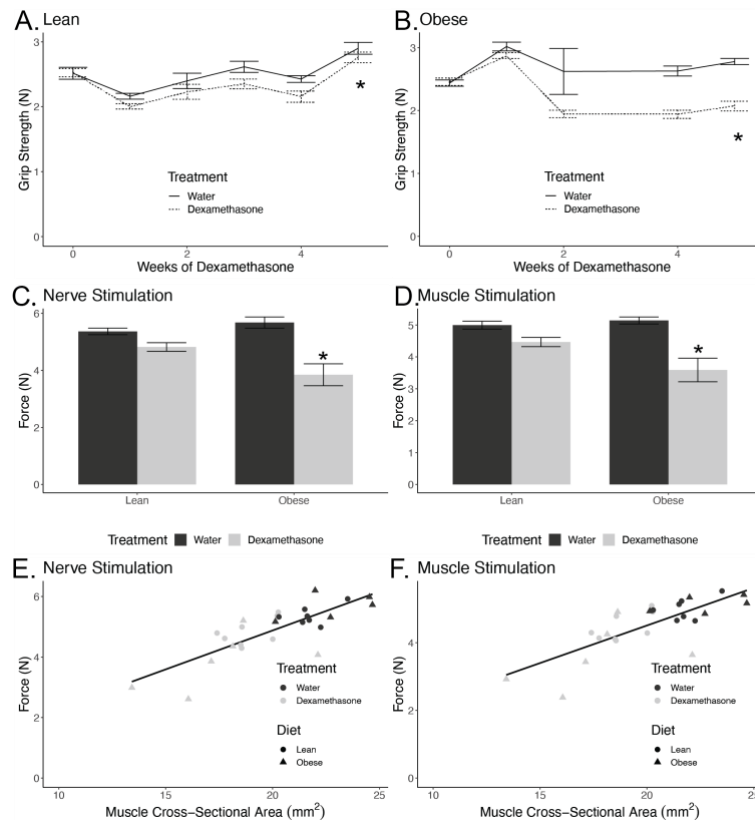 A. Lean
3
2
1
0
Grip Strength (N)
Treatment
Water
Dexamethasone
*
0 2 4
Weeks of Dexamethasone
B. Obese
3
2
1
0
Grip Strength (N)
Treatment
Water
Dexamethasone
*
0 2 4
Weeks of Dexamethasone
C. Nerve Stimulation
6
4
2
0
Force (N)
*
Lean Obese
Treatment Water Dexamethasone
D. Muscle Stimulation
5
4
3
2
1
0
Force (N)
*
Lean Obese
Treatment Water Dexamethasone
E. Nerve Stimulation
6
4
2
0
Force (N)
Treatment
Water
Dexamethasone
Diet
Lean
Obese
10 15 20 25
Muscle Cross-Sectional Area (mm²)
F. Muscle Stimulation
4
2
0
Force (N)
Treatment
Water
Dexamethasone
Diet
Lean
Obese
10 15 20 25
Muscle Cross-Sectional Area (mm²)